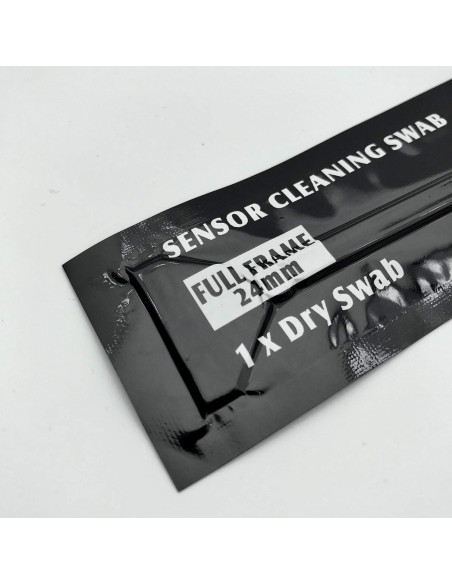 SENSOR CLEANING SWAB
FULL FRAME
24mm
1 x Dry Swab